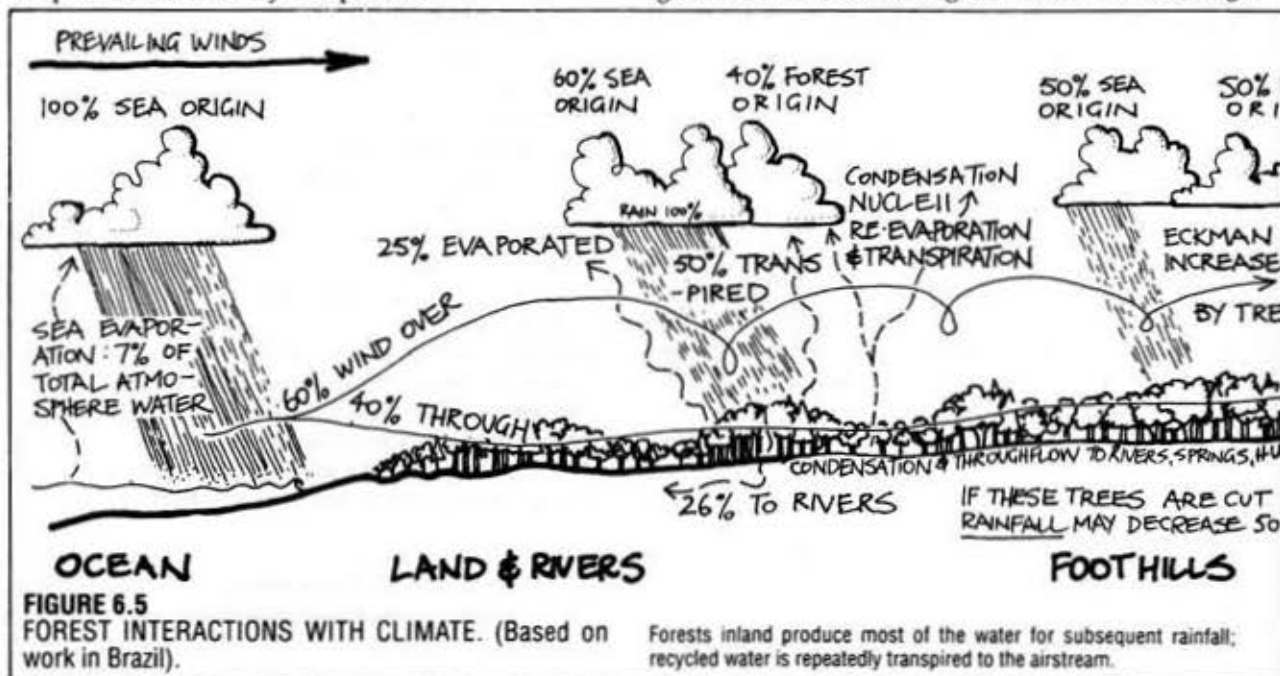 PREVAILING WINDS
100% SEA ORIGIN
60% SEA
ORIGIN
40% FOREST
ORIGIN
50% SEA
ORIGIN
50%
RAIN 100%
CONDENSATION
NUCLEII
RE-EVAPORATION
& TRANSPIRATION
25% EVAPORATED
50% TRANS
-PIRED
ECKMAN
INCREASE
BY TRE
SEA EVAPOR-
ATION: 7% OF
TOTAL ATMO-
SPHERE WATER
60% WIND OVER
40% THROUGH
CONDENSATION & THROUGHFLOW TO RIVERS, SPRINGS,
26% TO RIVERS
IF THESE TREES ARE CUT
RAINFALL MAY DECREASE 50
OCEAN
LAND & RIVERS
FOOTHILLS
FIGURE 6.5
FOREST INTERACTIONS WITH CLIMATE. (Based on
work in Brazil).
Forests inland produce most of the water for subsequent rainfall;
recycled water is repeatedly transpired to the airstream.